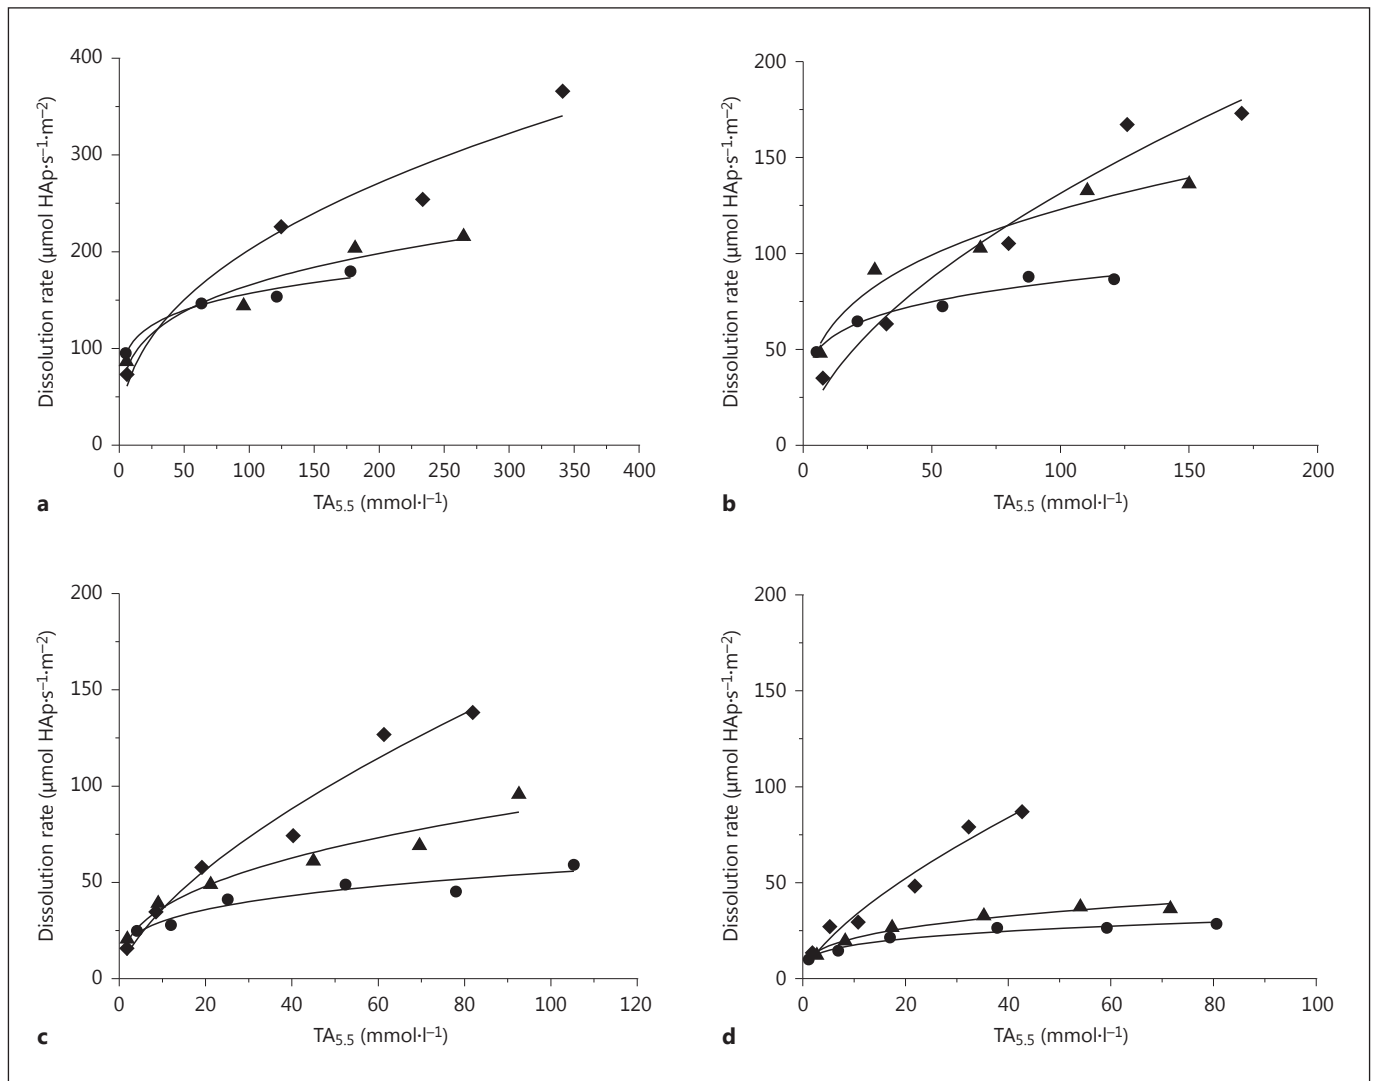 400
300
200
100
0
Dissolution rate (µmol HAp·s⁻¹·m⁻²)
0 50 100 150 200 250 300 350 400
TA5.5 (mmol·l⁻¹)
a
200
150
100
50
0
Dissolution rate (µmol HAp·s⁻¹·m⁻²)
0 50 100 150 200
TA5.5 (mmol·l⁻¹)
b
200
150
100
50
0
Dissolution rate (µmol HAp·s⁻¹·m⁻²)
0 20 40 60 80 100 120
TA5.5 (mmol·l⁻¹)
c
200
150
100
50
0
Dissolution rate (µmol HAp·s⁻¹·m⁻²)
0 20 40 60 80 100
TA5.5 (mmol·l⁻¹)
d